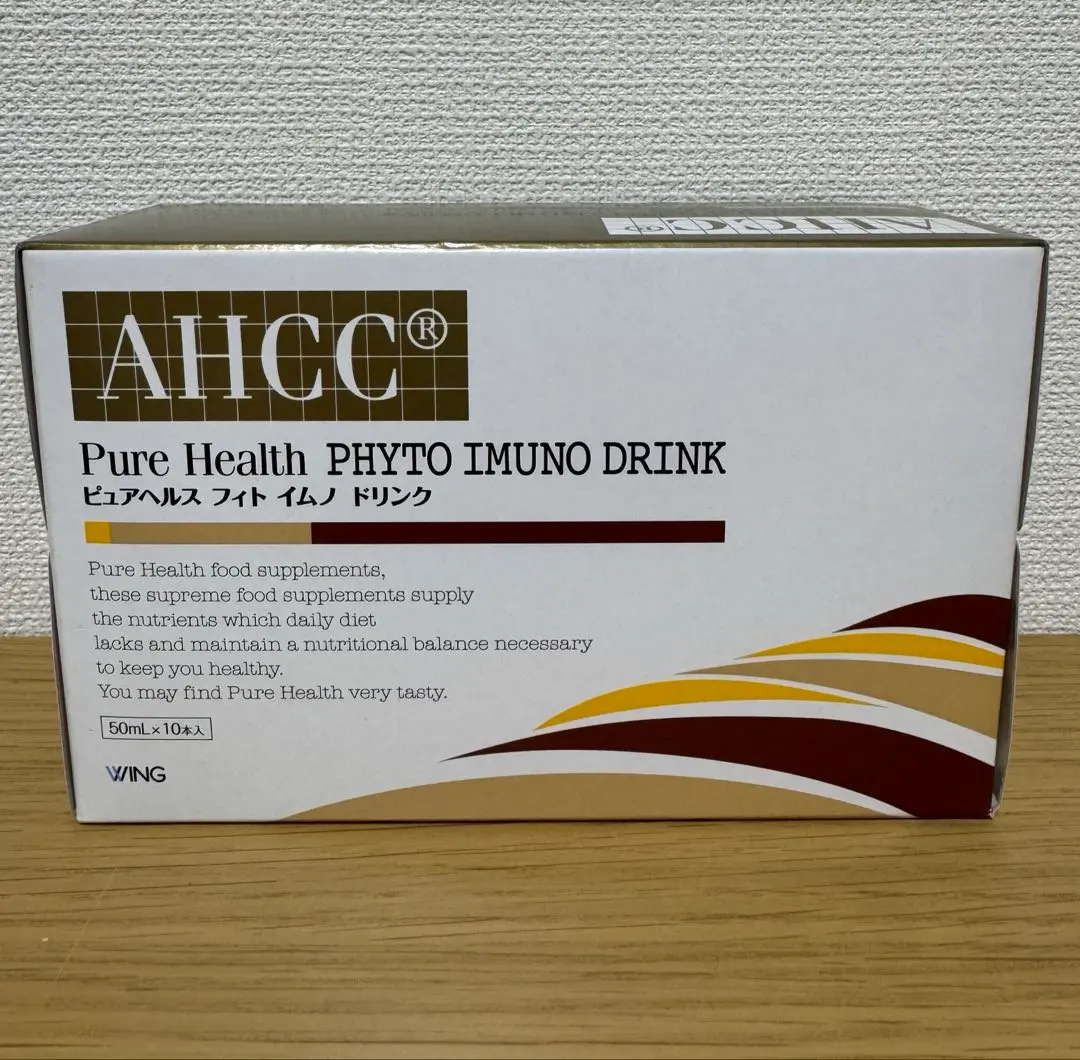 AHCC®
AHCC®
Pure Health PHYTO IMUNO DRINK
ピュアヘルス フィト イムノ ドリンク
Pure Health food supplements,
these supreme food supplements supply
the nutrients which daily diet
lacks and maintain a nutritional balance necessary
to keep you healthy.
You may find Pure Health very tasty.
50mL×10本入
WING